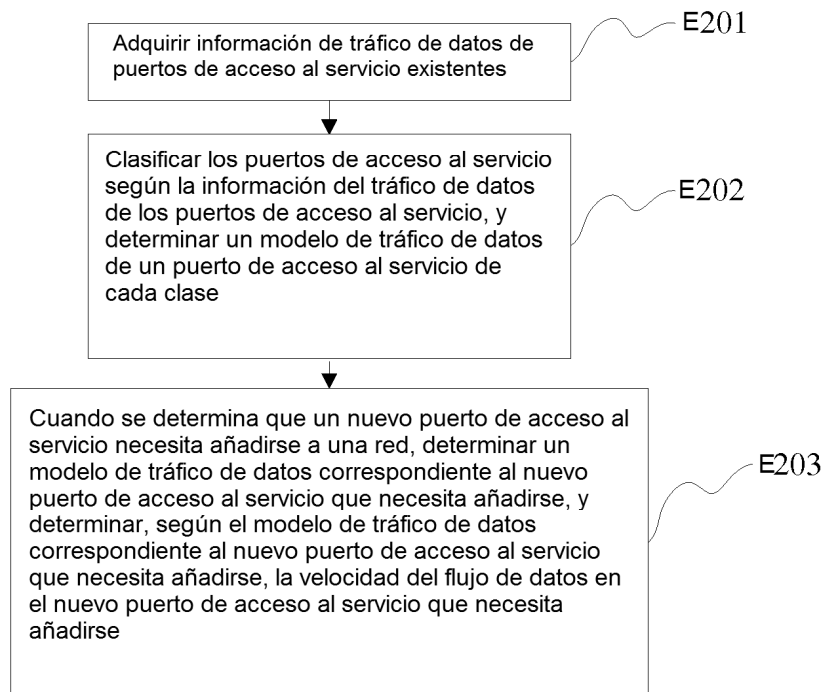 Adquirir información de tráfico de datos de
puertos de acceso al servicio existentes
E201
Clasificar los puertos de acceso al servicio
según la información del tráfico de datos
de los puertos de acceso al servicio, y
determinar un modelo de tráfico de datos
de un puerto de acceso al servicio de
cada clase
E202
Cuando se determina que un nuevo puerto de acceso al
servicio necesita añadirse a una red, determinar un
modelo de tráfico de datos correspondiente al nuevo
puerto de acceso al servicio que necesita añadirse, y
determinar, según el modelo de tráfico de datos
correspondiente al nuevo puerto de acceso al servicio
que necesita añadirse, la velocidad del flujo de datos en
el nuevo puerto de acceso al servicio que necesita
añadirse
E203